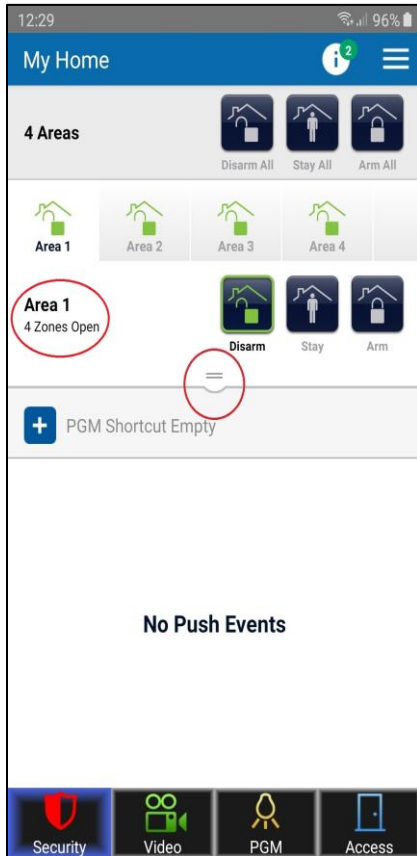 12:29 96%
My Home i 2
4 Areas
Disarm All Stay All Arm All
Area 1 Area 2 Area 3 Area 4
Area 1
4 Zones Open
Disarm Stay Arm
+ PGM Shortcut Empty
No Push Events
Security Video PGM Access